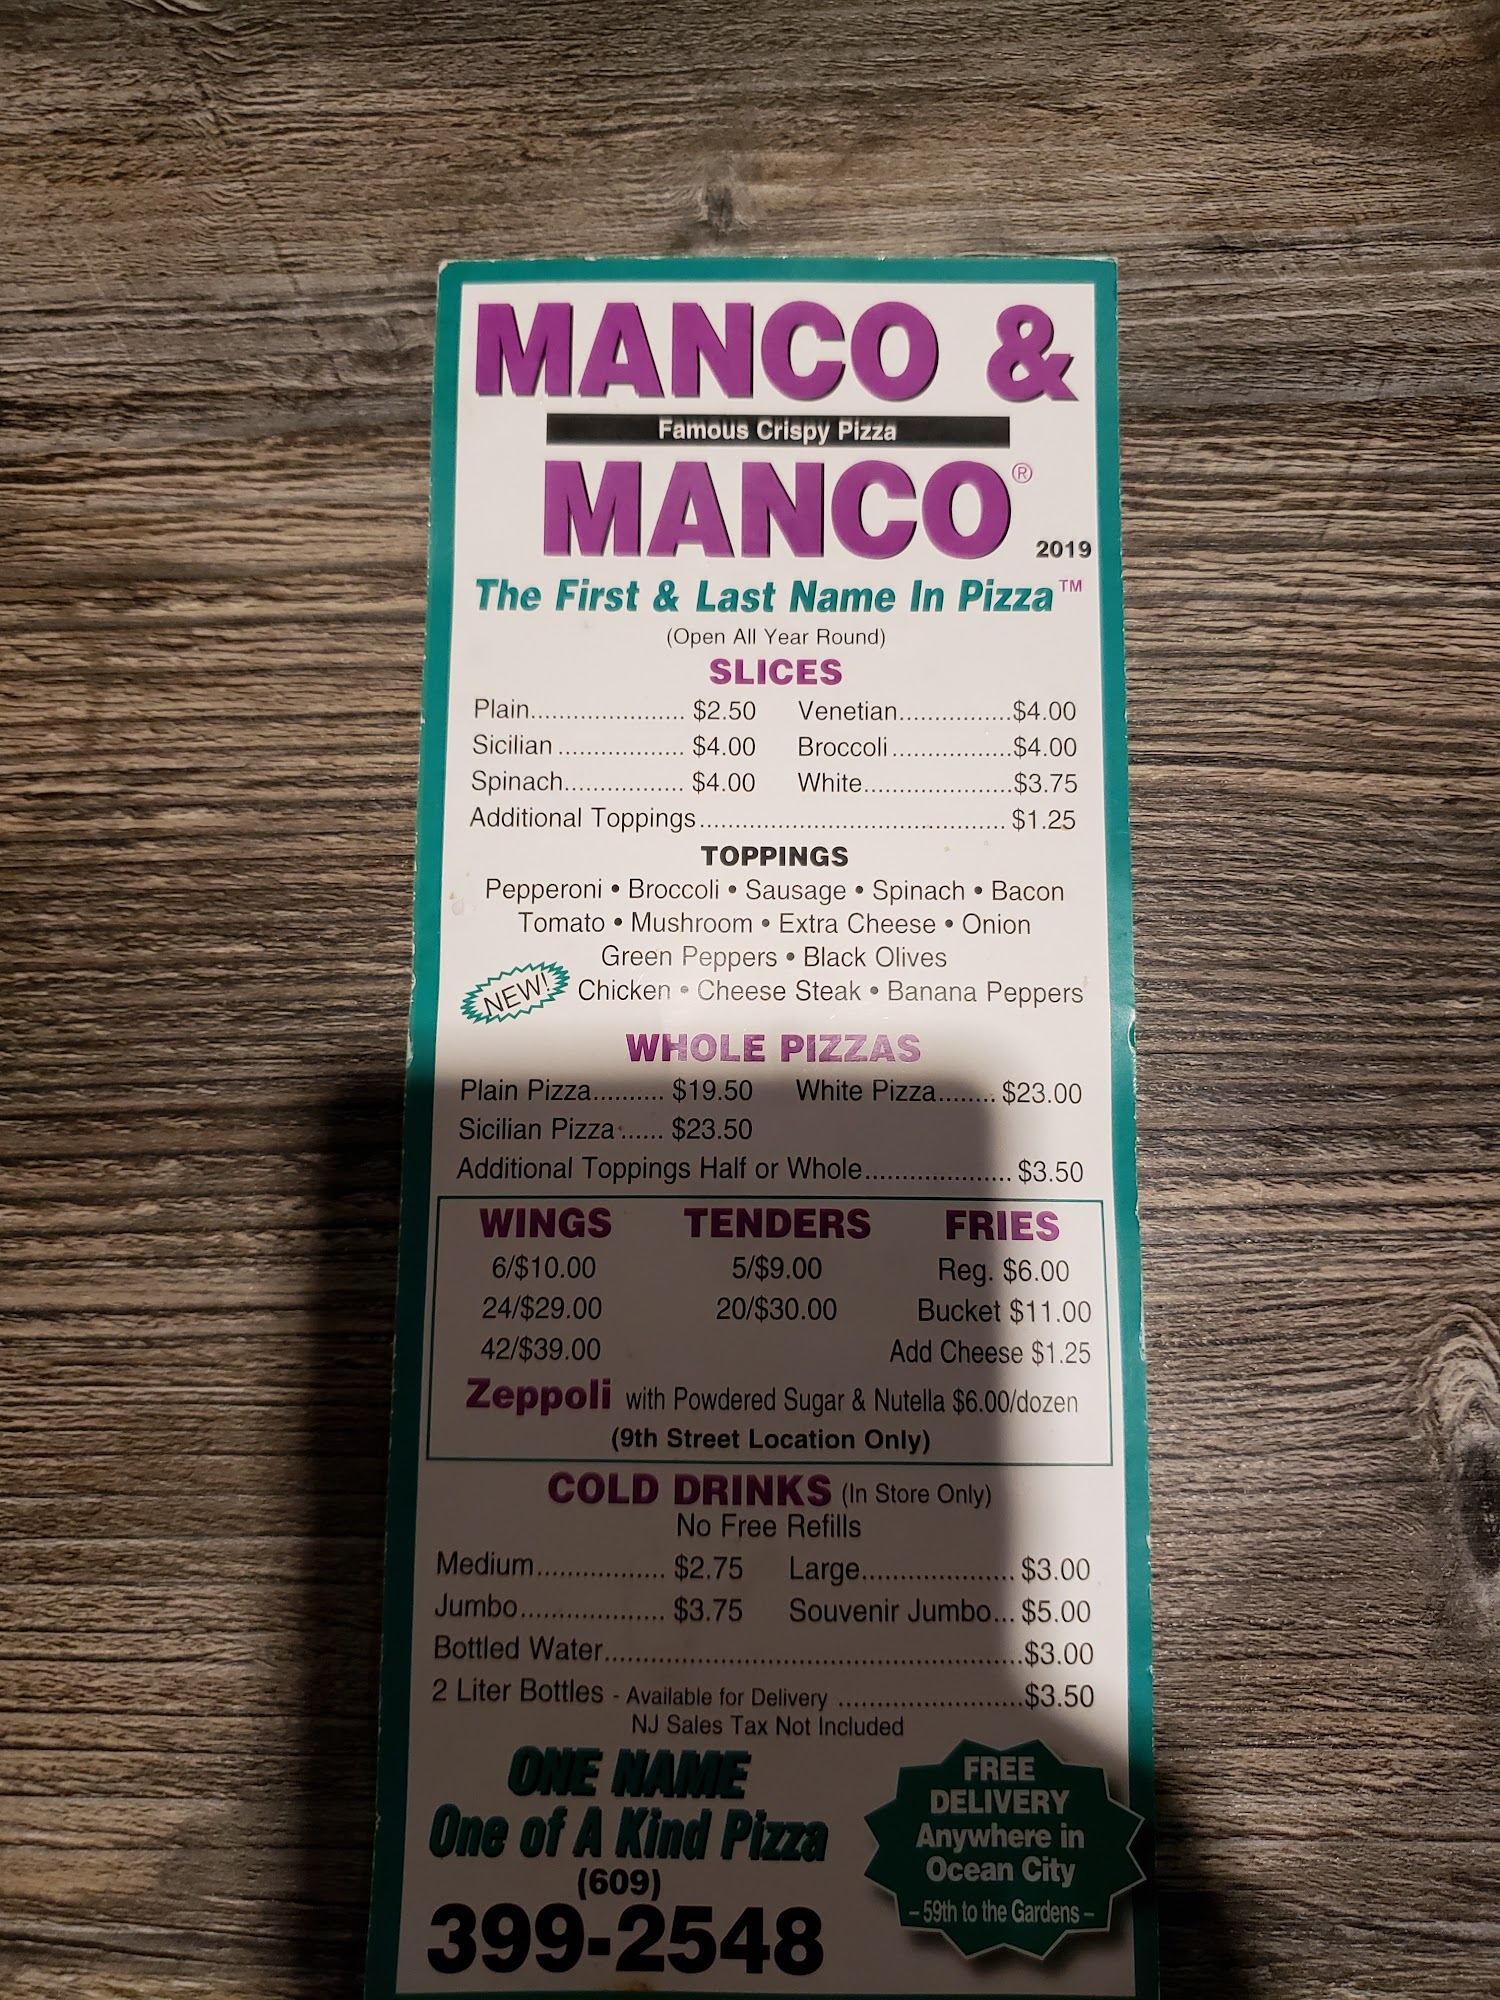 MANCO &
Famous Crispy Pizza
MANCO®
2019
The First & Last Name In Pizza™
(Open All Year Round)
SLICES
Plain...................... $2.50 Venetian................$4.00
Sicilian .................. $4.00 Broccoli.................$4.00
Spinach................. $4.00 White.....................$3.75
Additional Toppings............................................ $1.25
TOPPINGS
Pepperoni • Broccoli • Sausage • Spinach • Bacon
Tomato • Mushroom • Extra Cheese • Onion
Green Peppers • Black Olives
NEW! Chicken • Cheese Steak • Banana Peppers
WHOLE PIZZAS
Plain Pizza.......... $19.50 White Pizza........ $23.00
Sicilian Pizza ...... $23.50
Additional Toppings Half or Whole..................... $3.50
WINGS TENDERS FRIES
6/$10.00 5/$9.00 Reg. $6.00
24/$29.00 20/$30.00 Bucket $11.00
42/$39.00 Add Cheese $1.25
Zeppoli with Powdered Sugar & Nutella $6.00/dozen
(9th Street Location Only)
COLD DRINKS (In Store Only)
No Free Refills
Medium.................. $2.75 Large...................... $3.00
Jumbo.................... $3.75 Souvenir Jumbo... $5.00
Bottled Water............................................................$3.00
2 Liter Bottles - Available for Delivery ..........................$3.50
NJ Sales Tax Not Included
ONE NAME
One of A Kind Pizza
(609)
399-2548
FREE
DELIVERY
Anywhere in
Ocean City
– 59th to the Gardens –